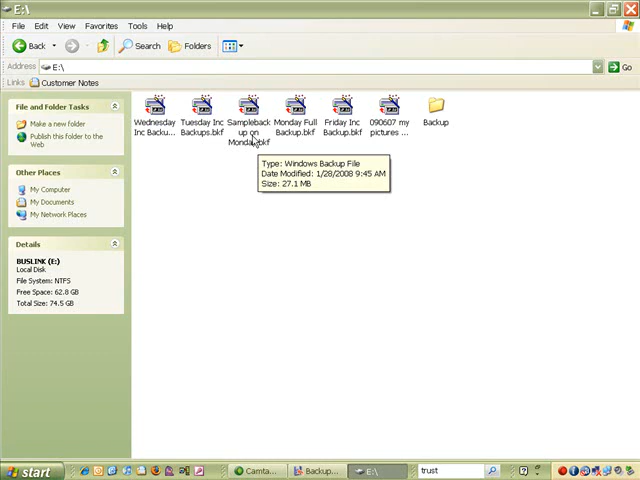 E:\
File Edit View Favorites Tools Help
Back Search Folders
Address E:\ Go
Links Customer Notes
File and Folder Tasks
Make a new folder
Publish this folder to the
Web
Other Places
My Computer
My Documents
My Network Places
Details
BUSLINK (E:)
Local Disk
File System: NTFS
Free Space: 62.8 GB
Total Size: 74.5 GB
Wednesday
Inc Backu...
Tuesday Inc
Backups.bkf
Sampleback
up on
Monday.bkf
Monday Full
Backup.bkf
Friday Inc
Backup.bkf
090607 my
pictures ...
Backup
Type: Windows Backup File
Date Modified: 1/28/2008 9:45 AM
Size: 27.1 MB
start Camta... Backup... E:\ trust Search